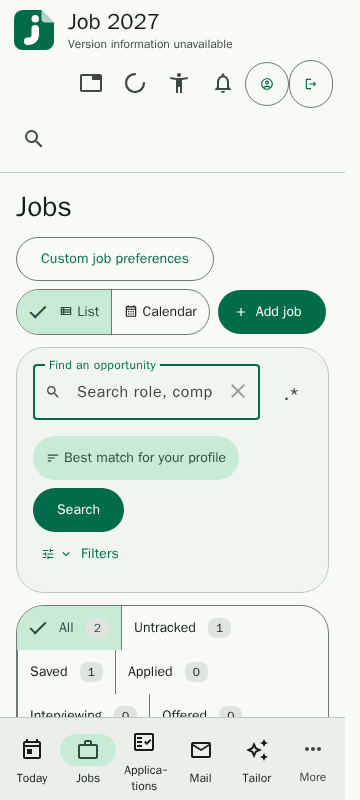 Job 2027
Version information unavailable
Jobs
Custom job preferences
List
Calendar
+ Add job
Find an opportunity
Search role, comp
.*
Best match for your profile
Search
Filters
All 2
Untracked 1
Saved 1
Applied 0
Interviewing 0
Offered 0
Today
Jobs
Applica-
tions
Mail
Tailor
More